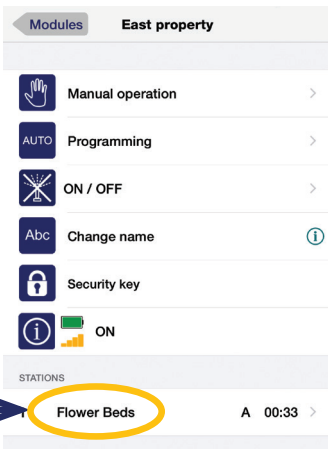 Modules East property
Manual operation
AUTO Programming
ON / OFF
Abc Change name
Security key
ON
STATIONS
Flower Beds A 00:33